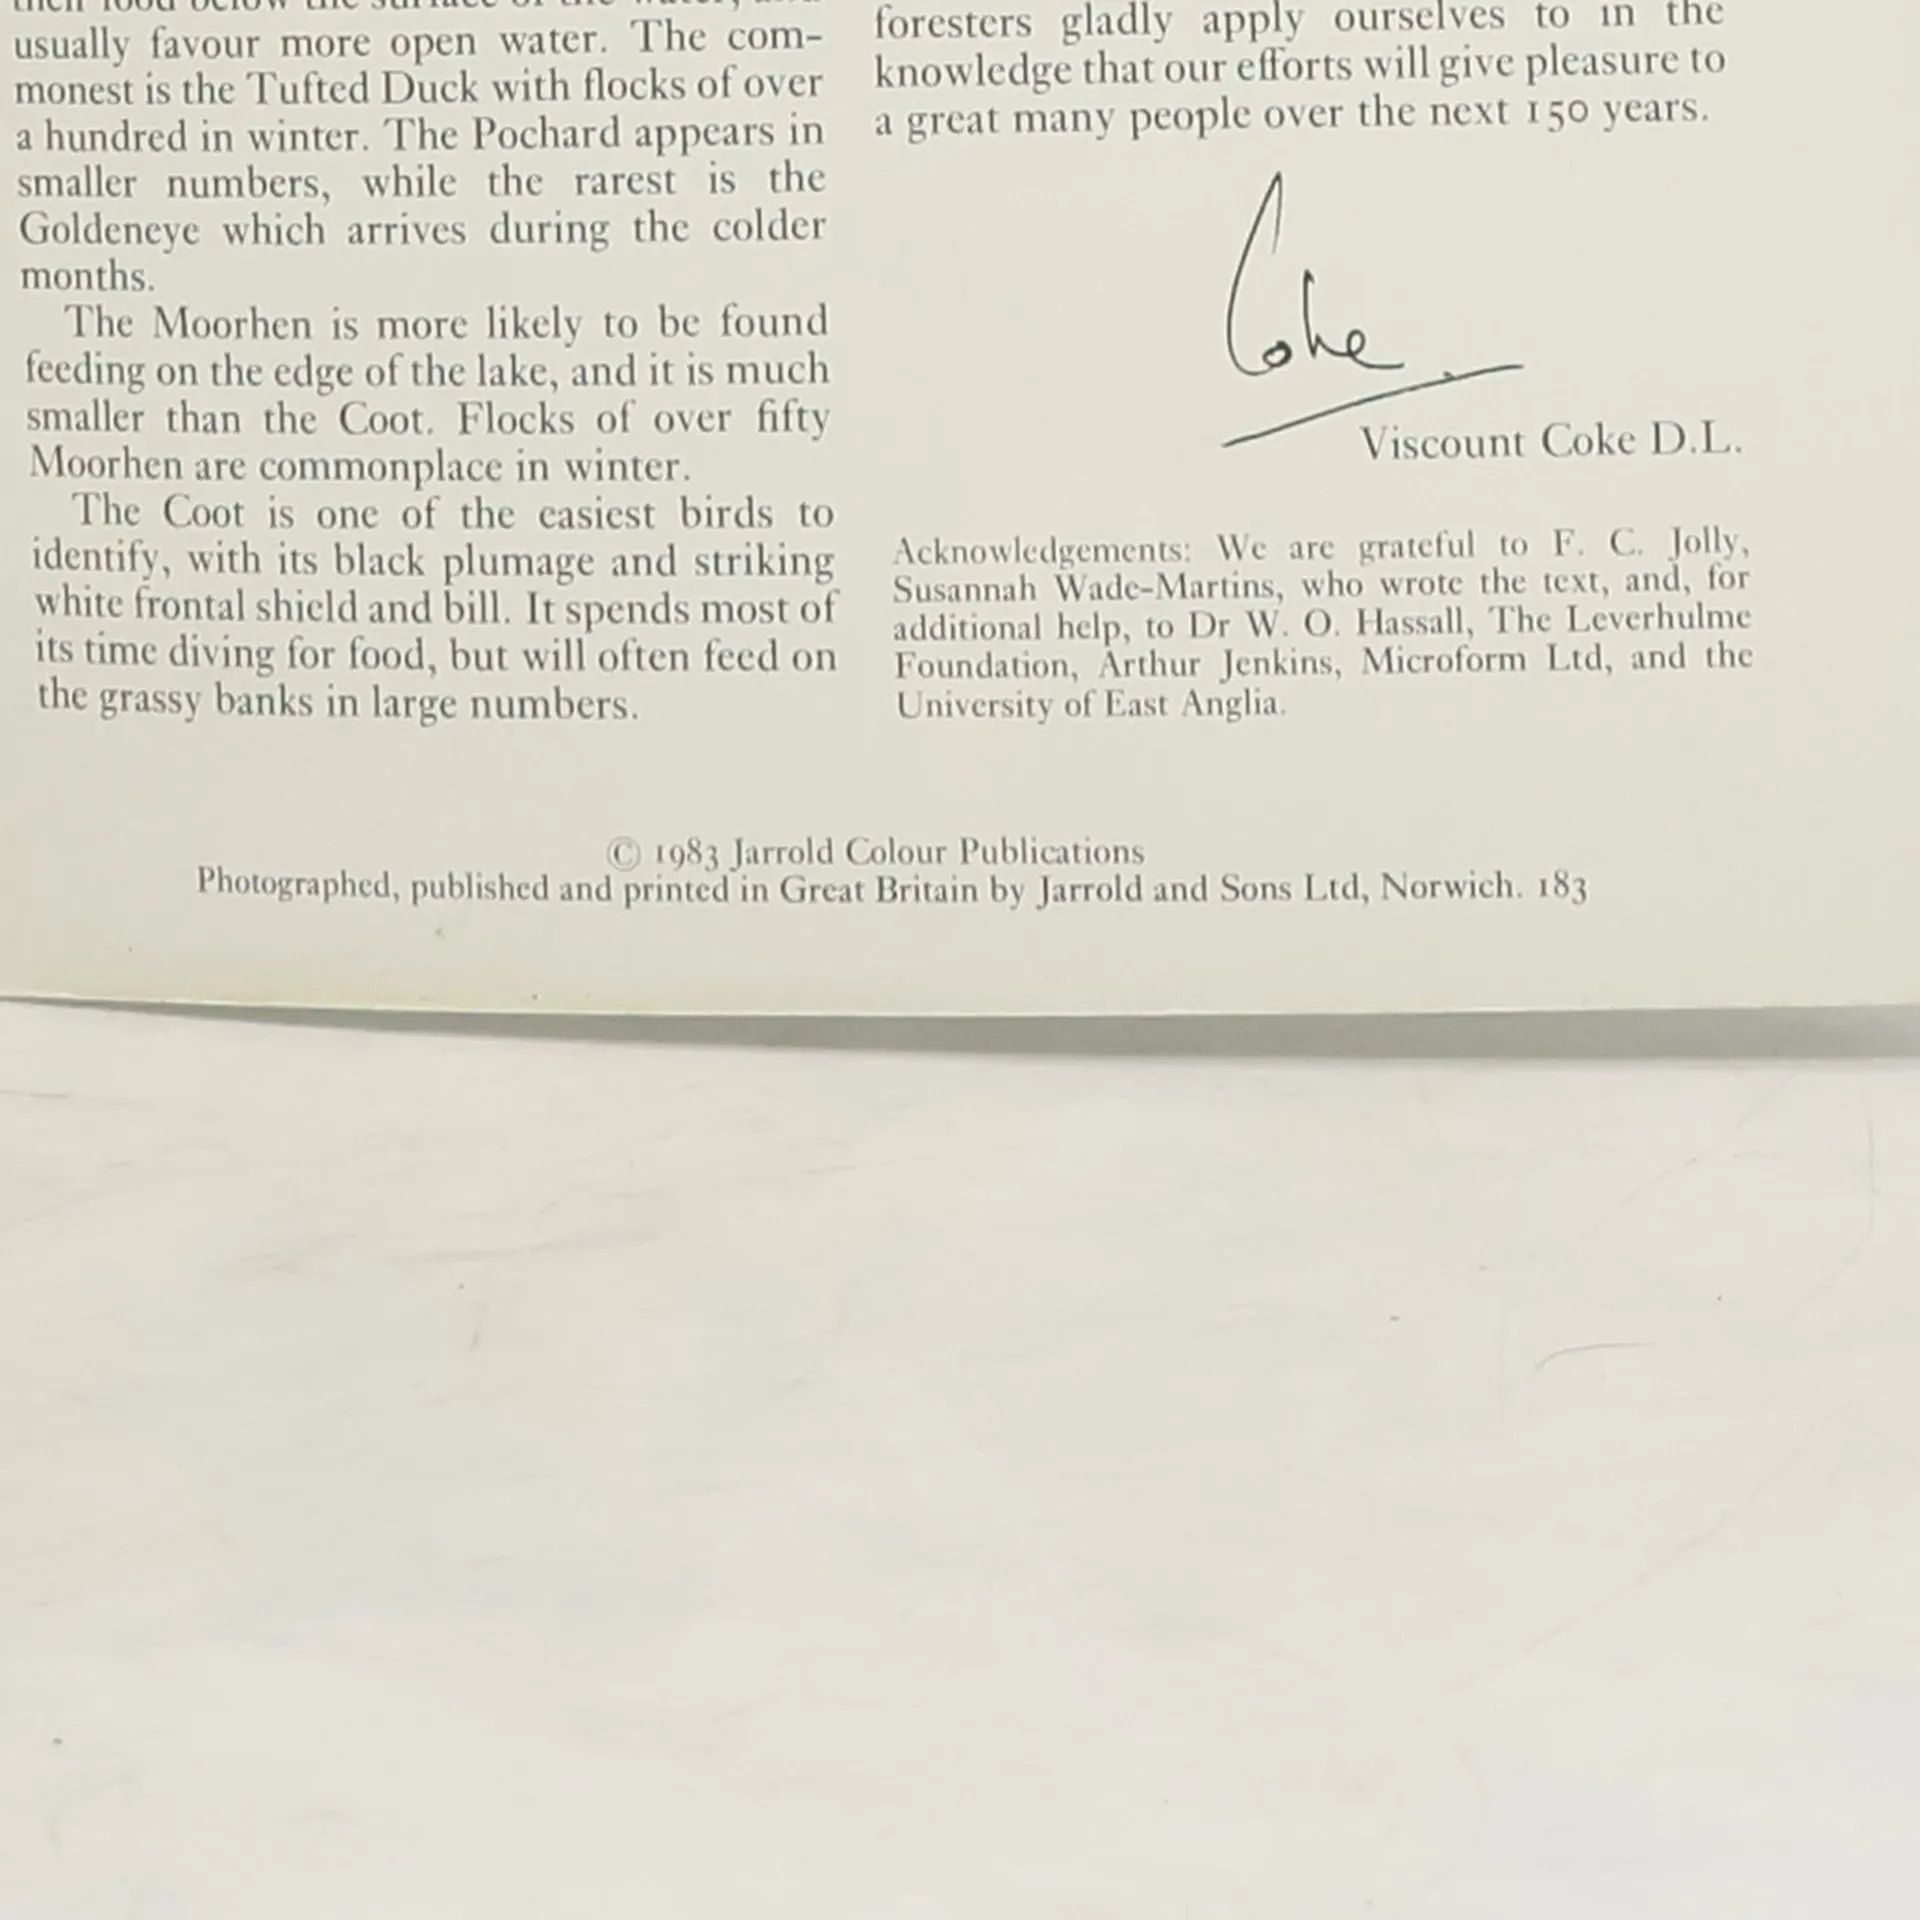 their food below the surface of the water, and
usually favour more open water. The com-
monest is the Tufted Duck with flocks of over
a hundred in winter. The Pochard appears in
smaller numbers, while the rarest is the
Goldeneye which arrives during the colder
months.
The Moorhen is more likely to be found
feeding on the edge of the lake, and it is much
smaller than the Coot. Flocks of over fifty
Moorhen are commonplace in winter.
The Coot is one of the easiest birds to
identify, with its black plumage and striking
white frontal shield and bill. It spends most of
its time diving for food, but will often feed on
the grassy banks in large numbers.
foresters gladly apply ourselves to in the
knowledge that our efforts will give pleasure to
a great many people over the next 150 years.
Coke
Viscount Coke D.L.
Acknowledgements: We are grateful to F. C. Jolly,
Susannah Wade-Martins, who wrote the text, and, for
additional help, to Dr W. O. Hassall, The Leverhulme
Foundation, Arthur Jenkins, Microform Ltd, and the
University of East Anglia.
© 1983 Jarrold Colour Publications
Photographed, published and printed in Great Britain by Jarrold and Sons Ltd, Norwich. 183